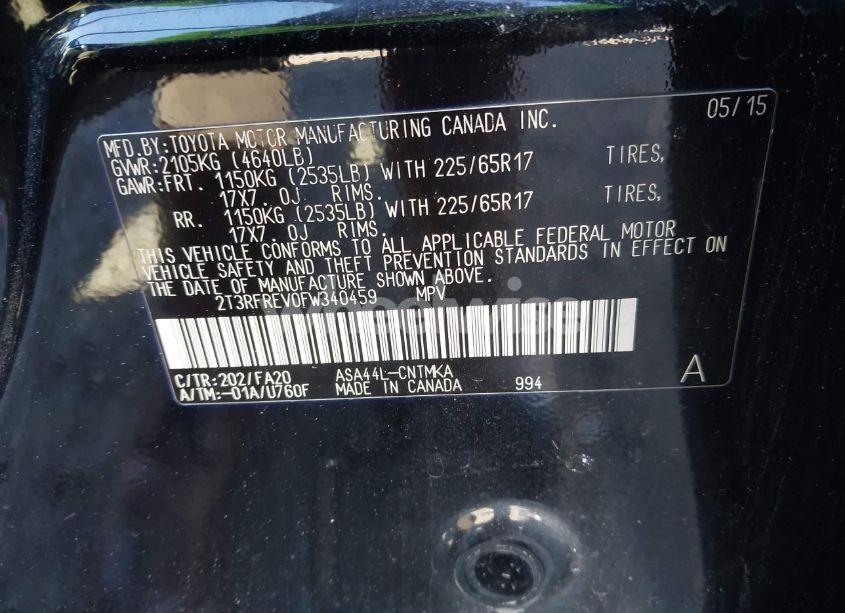 05/15
MFD.BY:TOYOTA MOTOR MANUFACTURING CANADA INC.
GVWR:2105KG (4640LB)
GAWR:FRT. 1150KG (2535LB) WITH 225/65R17 TIRES,
17X7.0J RIMS.
RR. 1150KG (2535LB) WITH 225/65R17 TIRES,
17X7.0J RIMS.
THIS VEHICLE CONFORMS TO ALL APPLICABLE FEDERAL MOTOR
VEHICLE SAFETY AND THEFT PREVENTION STANDARDS IN EFFECT ON
THE DATE OF MANUFACTURE SHOWN ABOVE.
2T3RFREV0FW340459 MPV
wheelwise
C/TR:202/FA20 ASA44L-CNTMKA
A/TM:-01A/U760F MADE IN CANADA 994 A